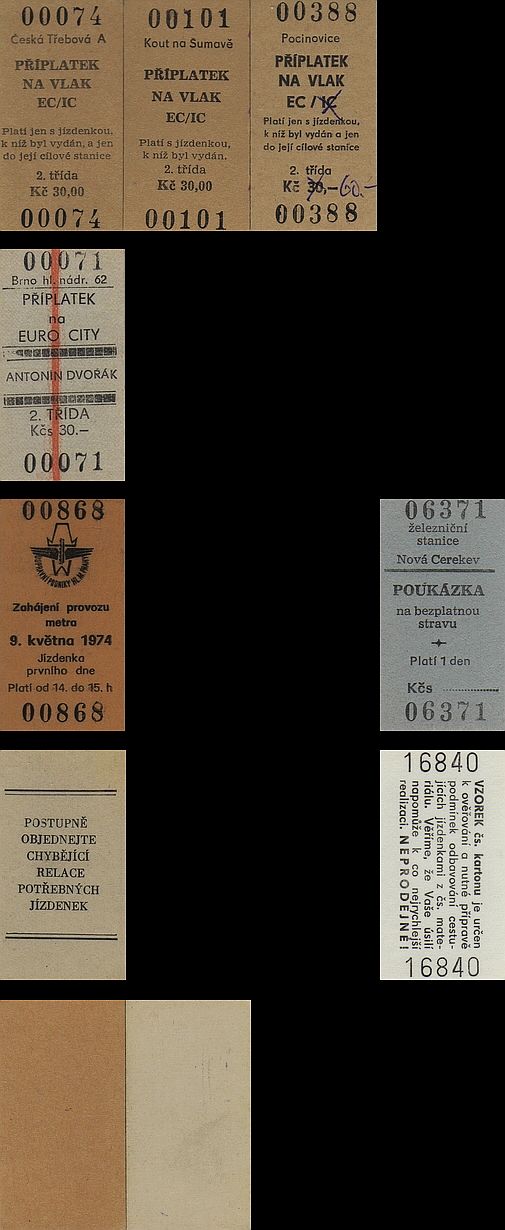 00074
Česká Třebová A
PŘÍPLATEK
NA VLAK
EC/IC
Platí jen s jízdenkou,
k níž byl vydán, a jen
do její cílové stanice
2. třída
Kč 30,00
00074
00101
Kout na Šumavě
PŘÍPLATEK
NA VLAK
EC/IC
Platí jen s jízdenkou,
k níž byl vydán.
2. třída
Kč 30,00
00101
00388
Pocinovice
PŘÍPLATEK
NA VLAK
EC / IC
Platí jen s jízdenkou,
k níž byl vydán a jen
do její cílové stanice
2. třída
Kč 30,– 60.–
00388
00071
Brno hl. nádr. 62
PŘÍPLATEK
na
EURO CITY
ANTONÍN DVOŘÁK
2. TŘÍDA
Kčs 30.—
00071
00868
DOPRAVNÍ PODNIKY HL. M. PRAHY
Zahájení provozu
metra
9. května 1974
Jízdenka
prvního dne
Platí od 14. do 15. h
00868
06371
železniční
stanice
Nová Cerekev
POUKÁZKA
na bezplatnou
stravu
Platí 1 den
Kčs ....................
06371
POSTUPNĚ
OBJEDNEJTE
CHYBĚJÍCÍ
RELACE
POTŘEBNÝCH
JÍZDENEK
16840
VZOREK čs. kartonu je určen
k ověřování a nutné přípravě
podmínek odbavování cestu-
jících jízdenkami z čs. mate-
riálu. Věříme, že Vaše úsilí
napomůže k co nejrychlejší
realizaci. NEPRODEJNÉ!
16840